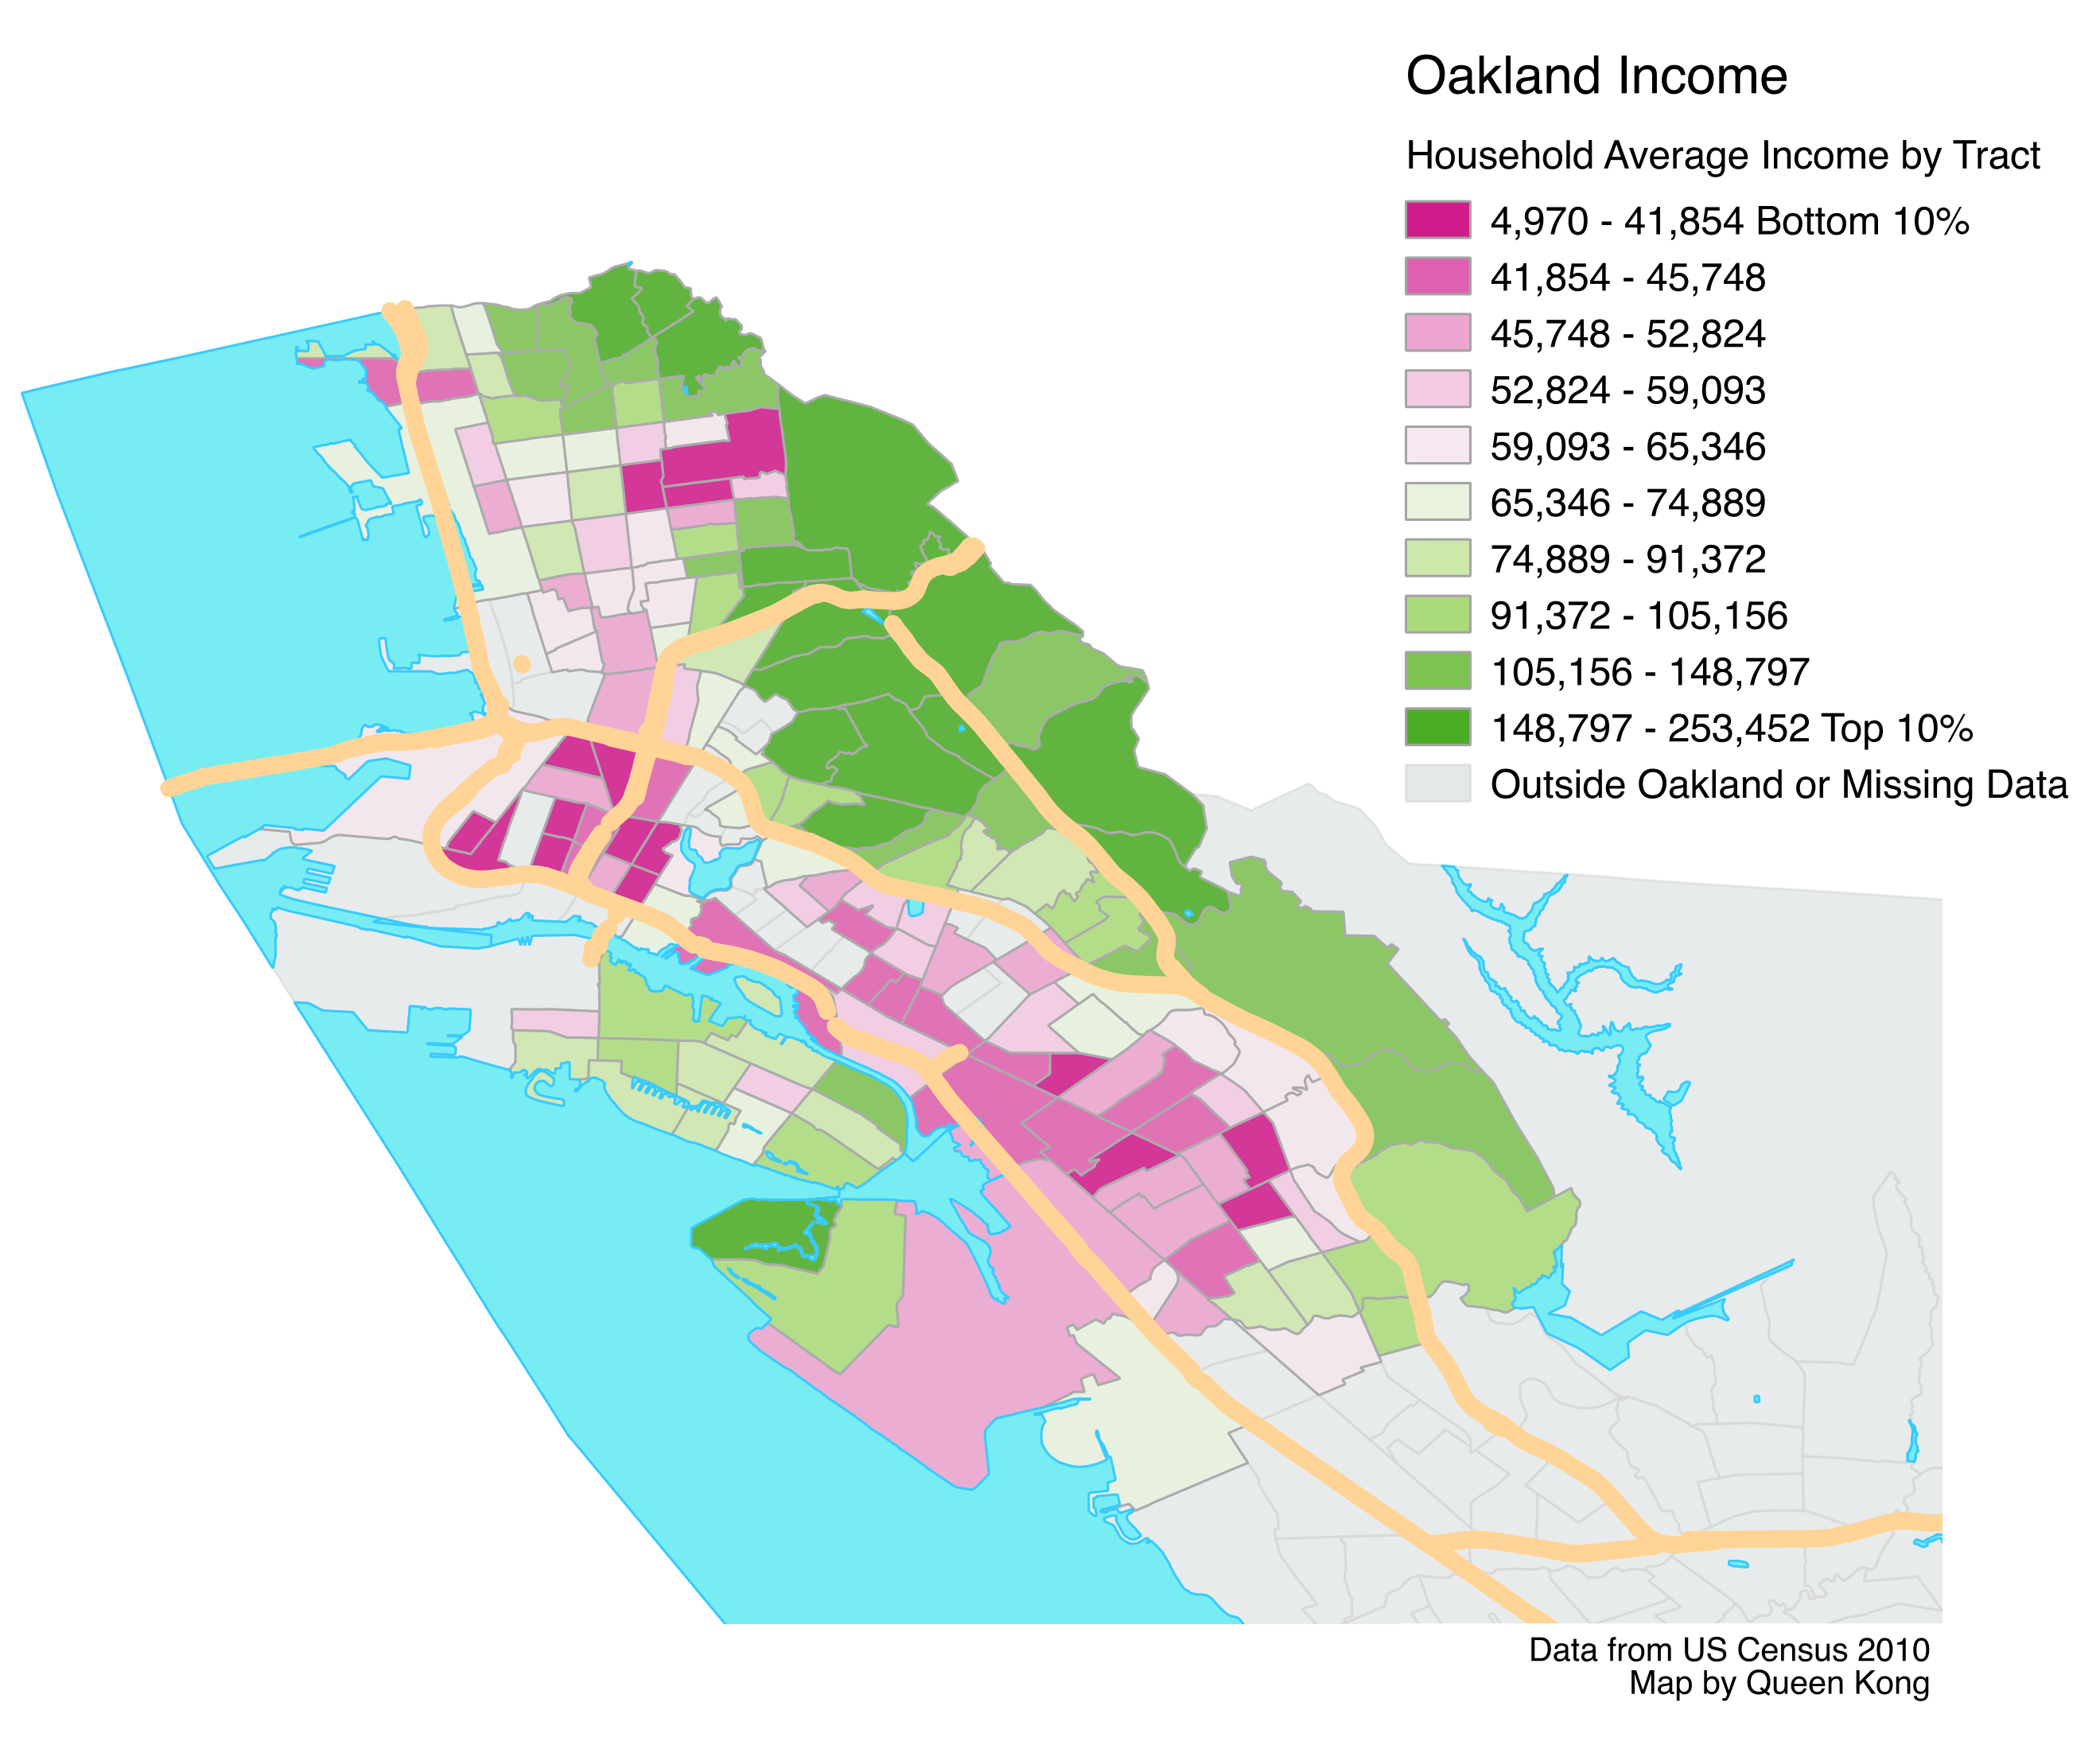 Oakland Income
Household Average Income by Tract
4,970 - 41,854 Bottom 10%
41,854 - 45,748
45,748 - 52,824
52,824 - 59,093
59,093 - 65,346
65,346 - 74,889
74,889 - 91,372
91,372 - 105,156
105,156 - 148,797
148,797 - 253,452 Top 10%
Outside Oakland or Missing Data
Data from US Census 2010
Map by Queen Kong